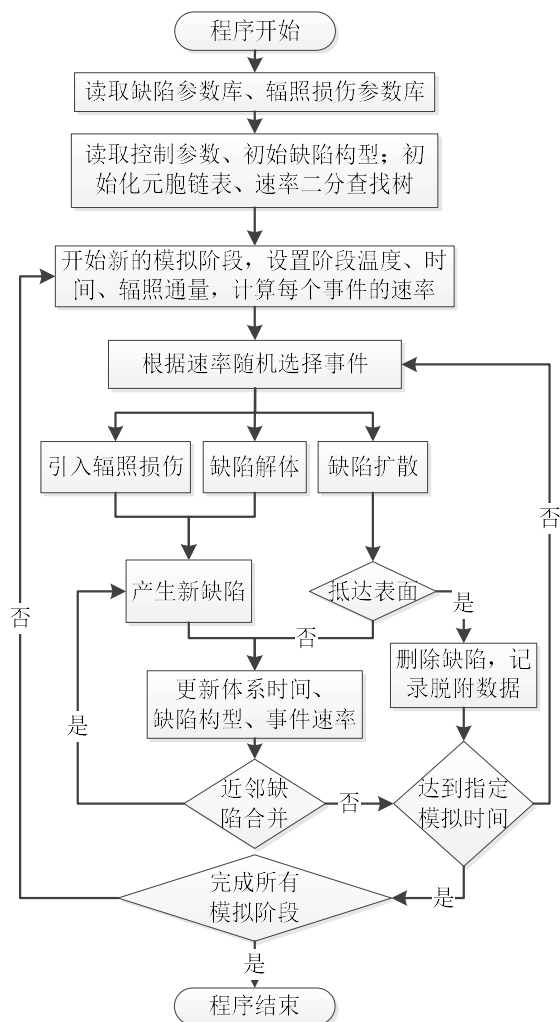 程序开始
读取缺陷参数库、辐照损伤参数库
读取控制参数、初始缺陷构型；初
始化元胞链表、速率二分查找树
开始新的模拟阶段，设置阶段温度、时
间、辐照通量，计算每个事件的速率
根据速率随机选择事件
引入辐照损伤
缺陷解体
缺陷扩散
否
产生新缺陷
抵达表面
是
否
否
删除缺陷，记
录脱附数据
更新体系时间、
缺陷构型、事件速率
是
近邻缺
陷合并
否
达到指定
模拟时间
完成所有
模拟阶段
是
是
程序结束